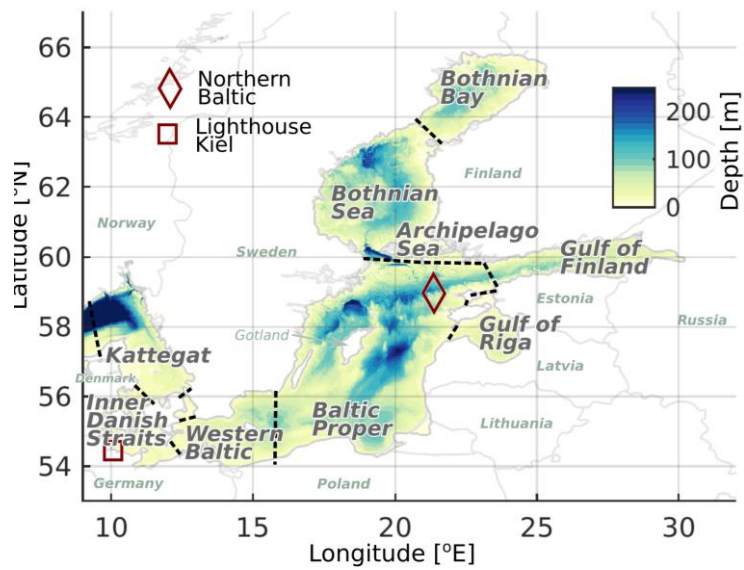 66
64
62
60
58
56
54
Latitude [°N]
10
15
20
25
30
Longitude [°E]
Northern
Baltic
Lighthouse
Kiel
Bothnian
Bay
200
100
0
Depth [m]
Finland
Norway
Bothnian
Sea
Archipelago
Sea
Sweden
Gulf of
Finland
Estonia
Gotland
Gulf of
Riga
Russia
Kattegat
Latvia
Denmark
Inner
Danish
Straits
Western
Baltic
Baltic
Proper
Lithuania
Germany
Poland